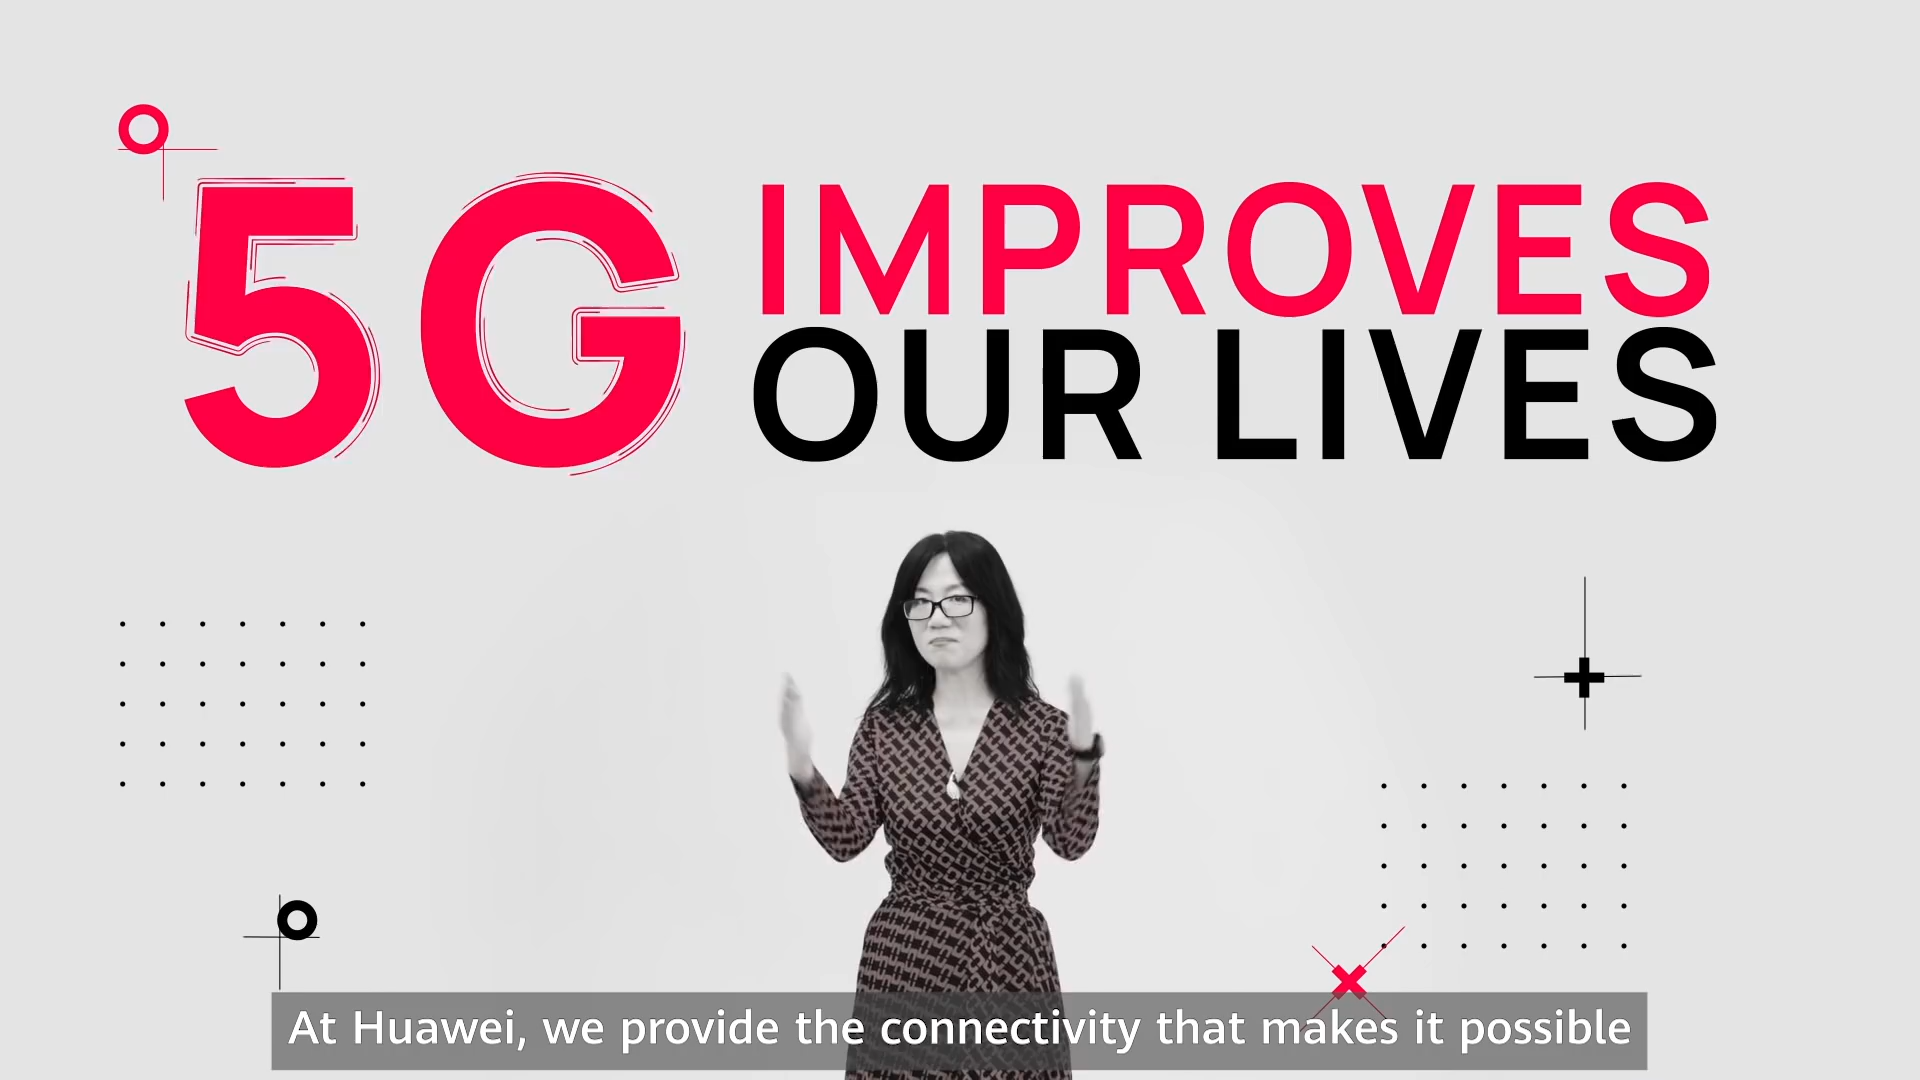 5G IMPROVES
OUR LIVES
At Huawei, we provide the connectivity that makes it possible